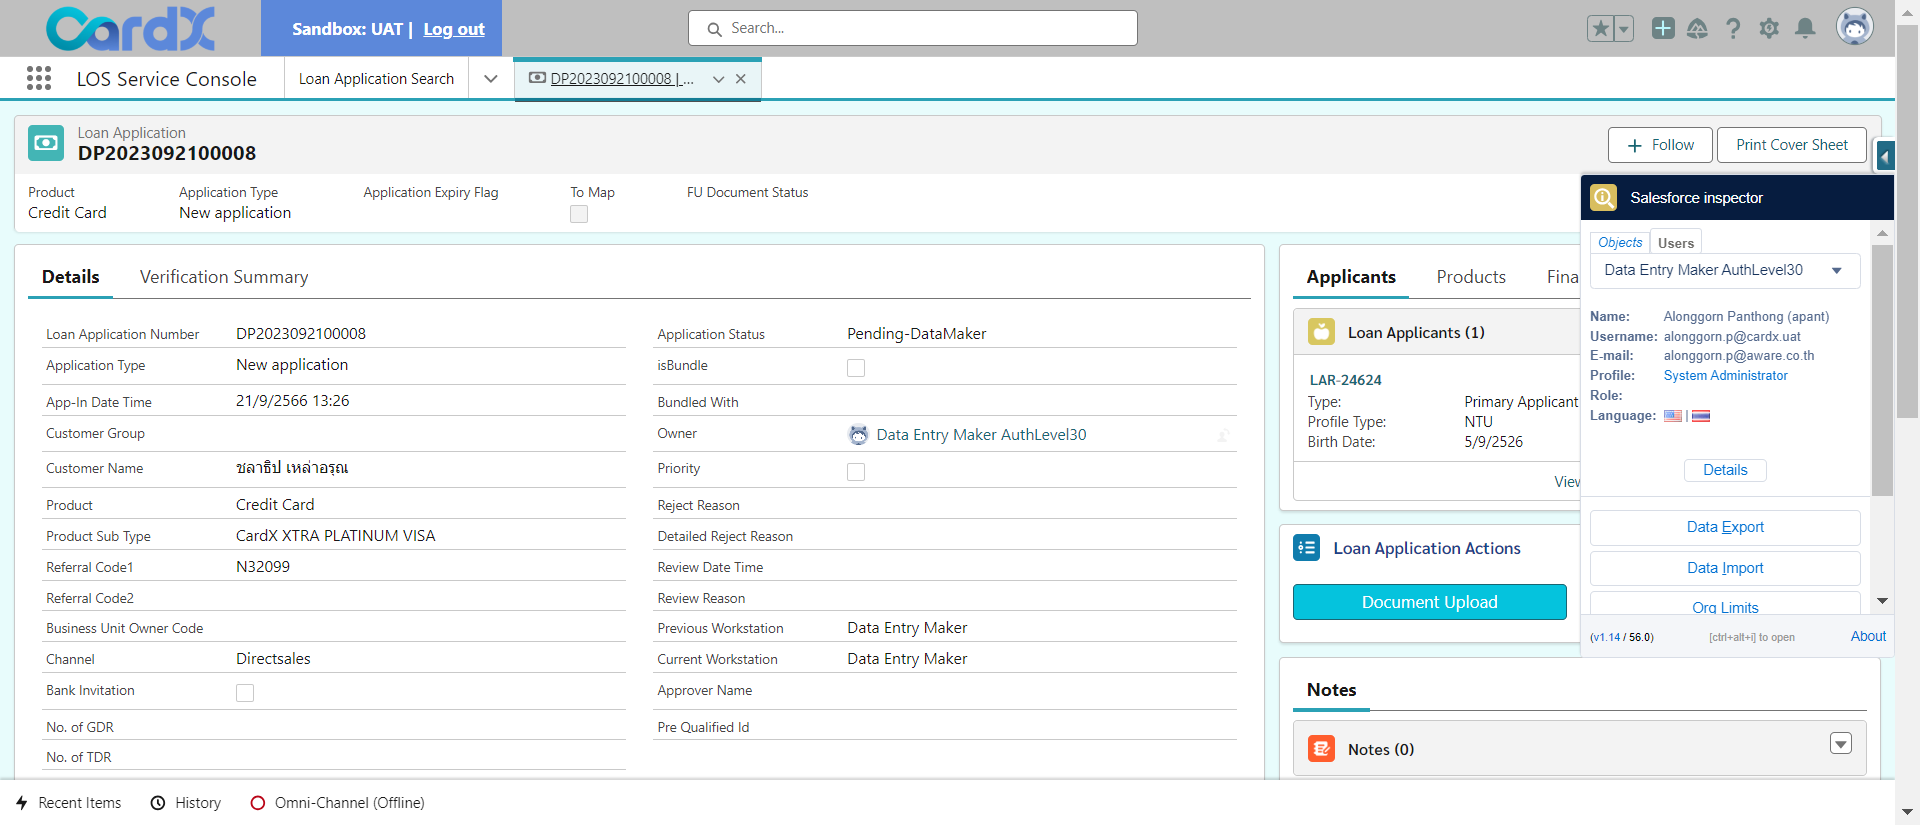 CardX
Sandbox: UAT | Log out
Search...
LOS Service Console
Loan Application Search
DP2023092100008 | ...
Loan Application
DP2023092100008
Follow
Print Cover Sheet
Product
Credit Card
Application Type
New application
Application Expiry Flag
To Map
FU Document Status
Details
Verification Summary
Loan Application Number DP2023092100008
Application Type New application
App-In Date Time 21/9/2566 13:26
Customer Group
Customer Name ชลาธิป เหล่าอรุณ
Product Credit Card
Product Sub Type CardX XTRA PLATINUM VISA
Referral Code1 N32099
Referral Code2
Business Unit Owner Code
Channel Directsales
Bank Invitation
No. of GDR
No. of TDR
Application Status Pending-DataMaker
isBundle
Bundled With
Owner Data Entry Maker AuthLevel30
Priority
Reject Reason
Detailed Reject Reason
Review Date Time
Review Reason
Previous Workstation Data Entry Maker
Current Workstation Data Entry Maker
Approver Name
Pre Qualified Id
Applicants
Products
Fina
Loan Applicants (1)
LAR-24624
Type: Primary Applicant
Profile Type: NTU
Birth Date: 5/9/2526
View
Loan Application Actions
Document Upload
Notes
Notes (0)
Salesforce inspector
Objects
Users
Data Entry Maker AuthLevel30
Name: Alonggorn Panthong (apant)
Username: alonggorn.p@cardx.uat
E-mail: alonggorn.p@aware.co.th
Profile: System Administrator
Role:
Language: |
Details
Data Export
Data Import
Org Limits
(v1.14 / 56.0)
[ctrl+alt+i] to open
About
Recent Items
History
Omni-Channel (Offline)